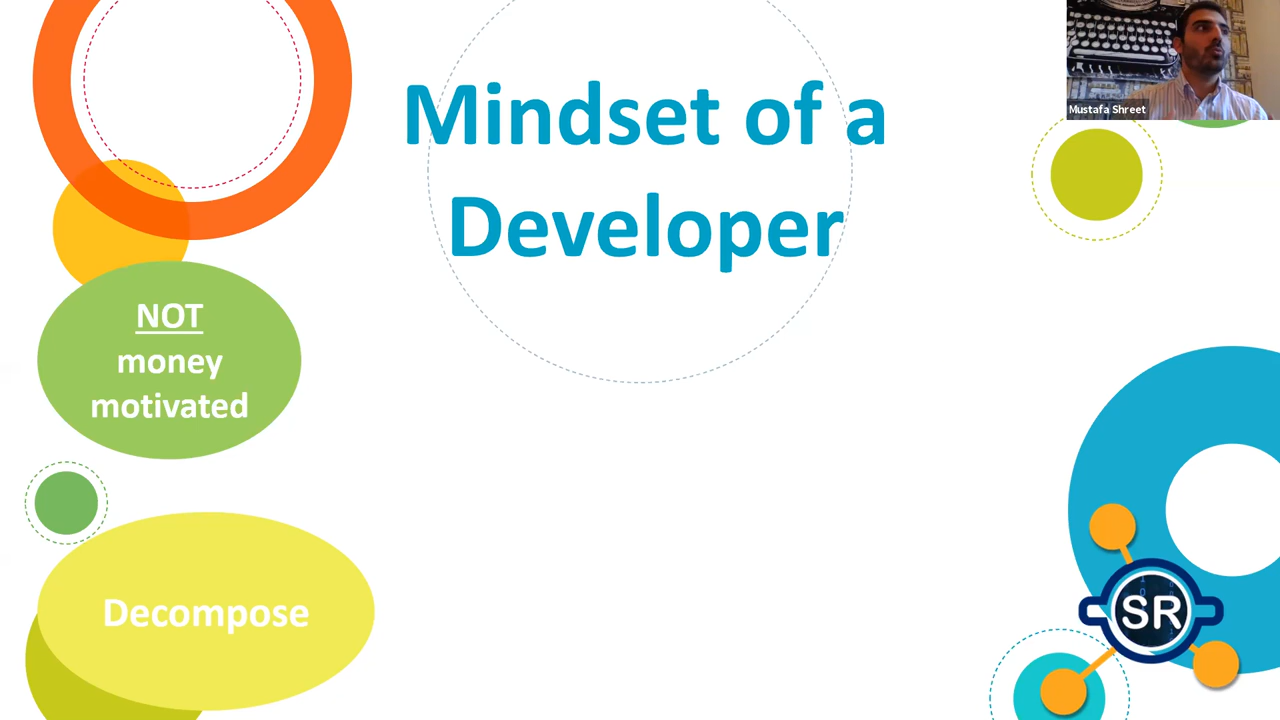 Mindset of a
Developer
Mustafa Shreet
NOT
money
motivated
Decompose
SR